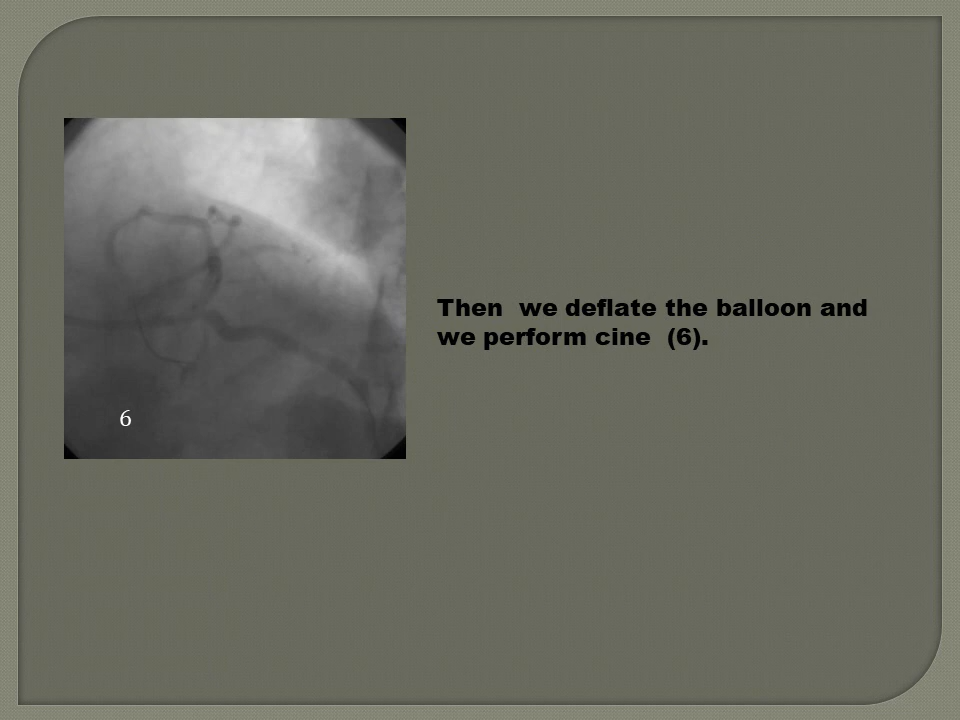 Then we deflate the balloon and
we perform cine (6).
6